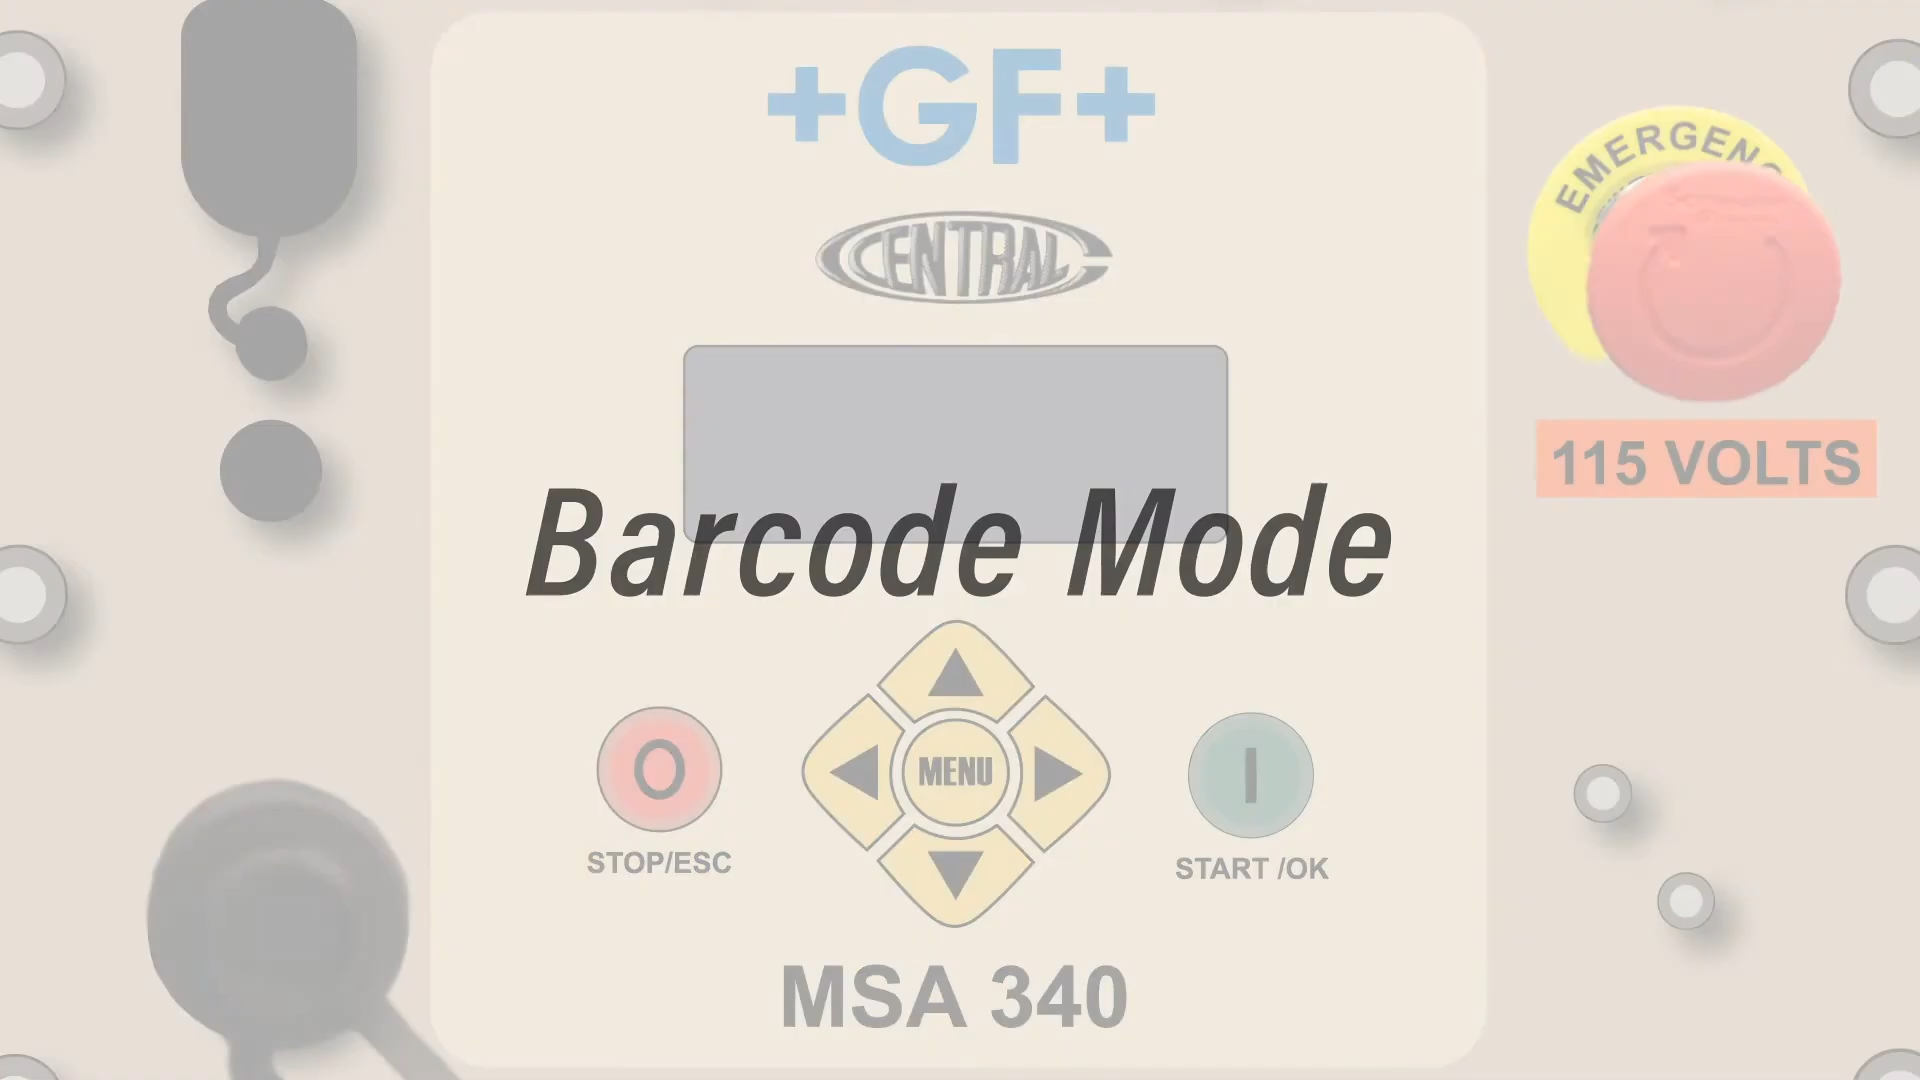 +GF+
CENTRAL
EMERGENC
115 VOLTS
Barcode Mode
MENU
STOP/ESC
START /OK
MSA 340